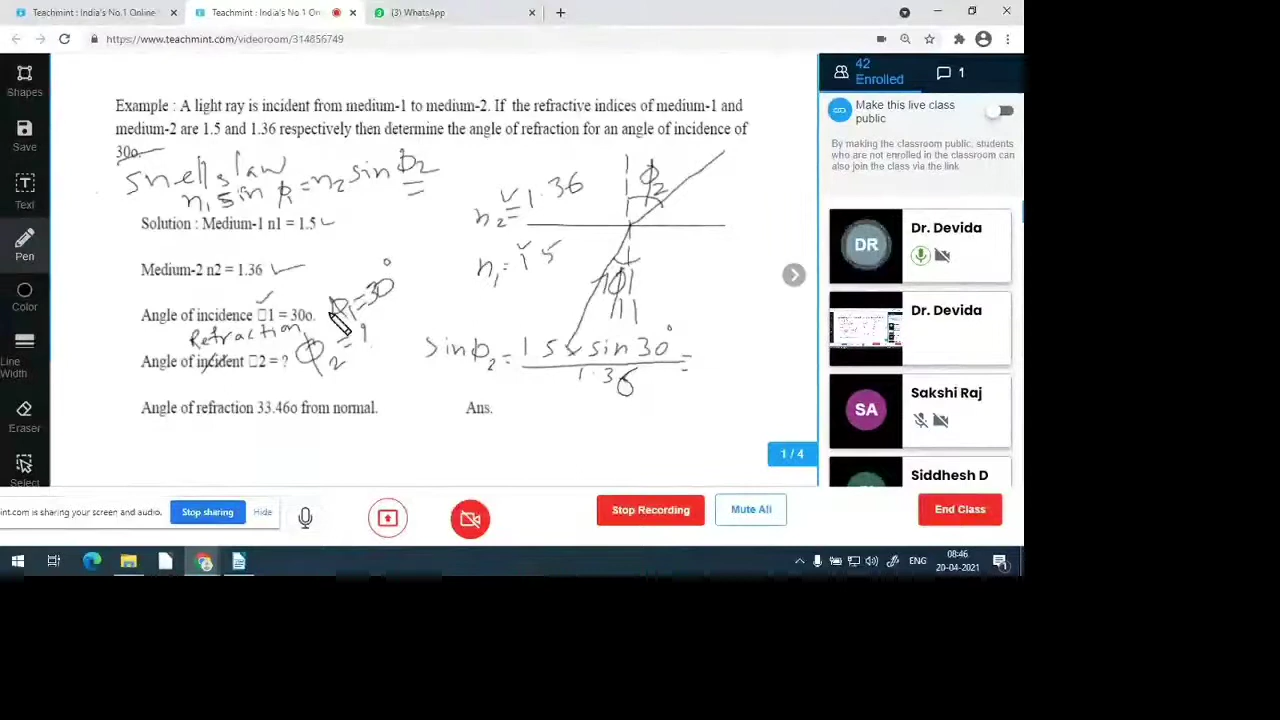 Teachmint: India's No.1 Online
Teachmint: India's No.1 On
(3) WhatsApp
https://www.teachmint.com/videoroom/314856749
Shapes
Save
Text
Pen
Color
Line
Width
Eraser
Select
Example : A light ray is incident from medium-1 to medium-2. If the refractive indices of medium-1 and
medium-2 are 1.5 and 1.36 respectively then determine the angle of refraction for an angle of incidence of
30o.
Snell's law
n1 sin ϕ1 = n2 sin ϕ2
Solution : Medium-1 n1 = 1.5
Medium-2 n2 = 1.36
Angle of incidence □1 = 30o.
ϕ1 = 30°
Refraction
Angle of incident □2 = ?
ϕ2 = ?
Angle of refraction 33.46o from normal.
Ans.
n2 = 1.36
n1 = 1.5
ϕ2
ϕ1
sin ϕ2 = 1.5 x sin 30° =
1.36
1 / 4
42
Enrolled
1
Make this live class
public
By making the classroom public, students
who are not enrolled in the classroom can
also join the class via the link
DR
Dr. Devida
Dr. Devida
SA
Sakshi Raj
Siddhesh D
nt.com is sharing your screen and audio.
Stop sharing
Hide
Stop Recording
Mute All
End Class
ENG
08:46
20-04-2021
1